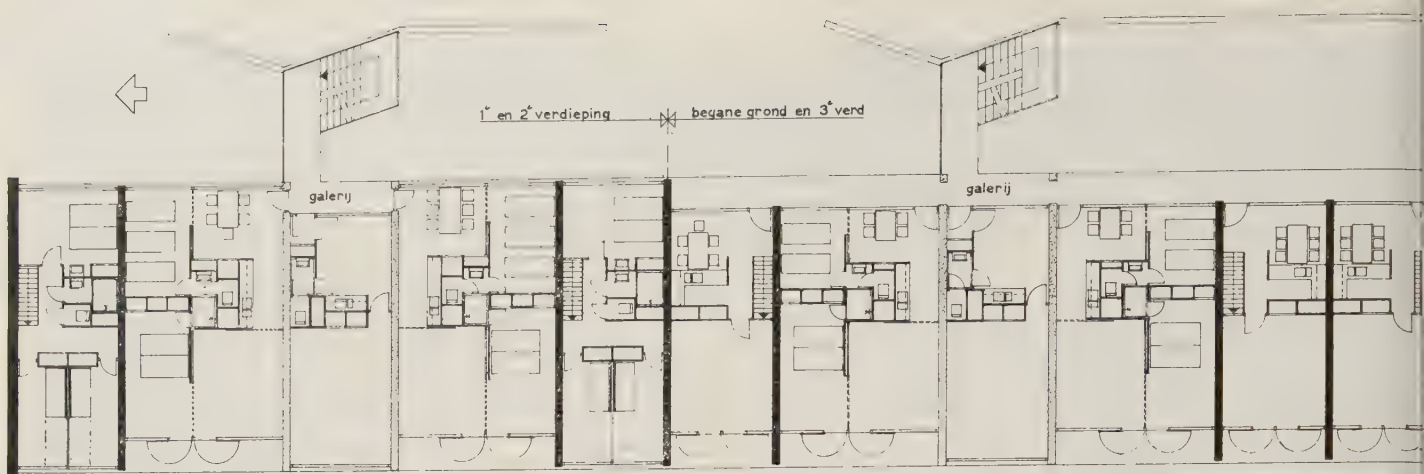 1ᵉ en 2ᵉ verdieping
begane grond en 3ᵉ verd
galerij
galerij